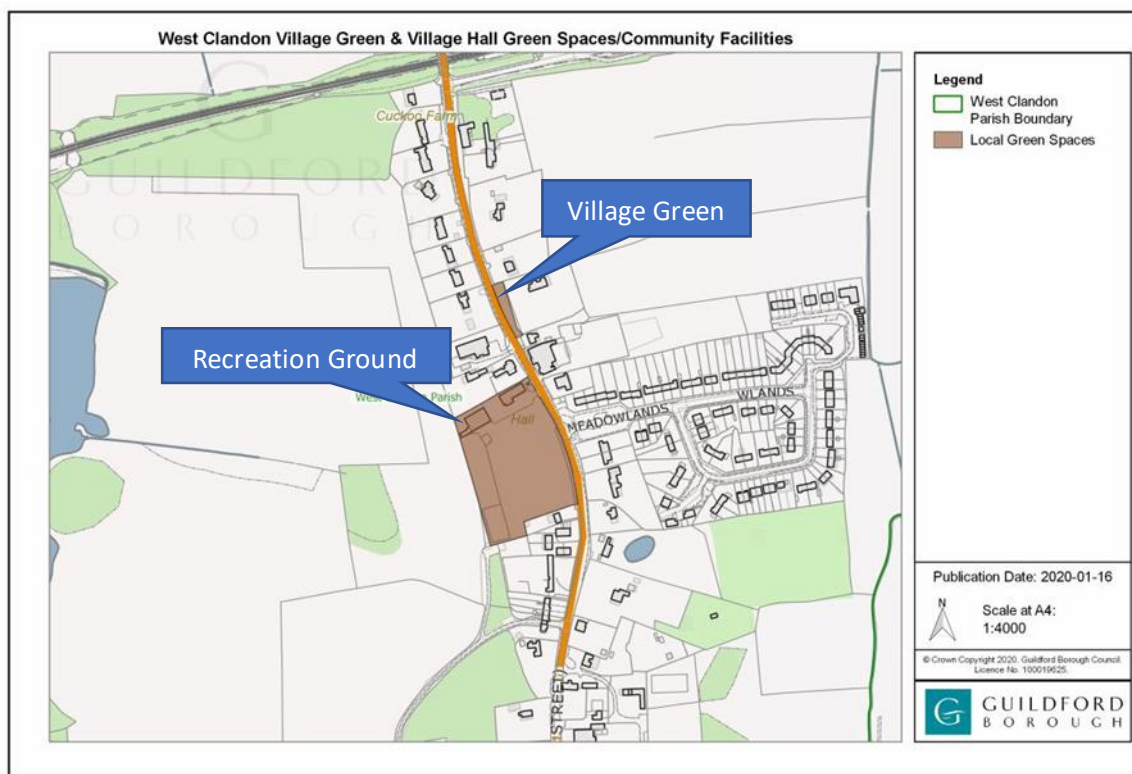 West Clandon Village Green & Village Hall Green Spaces/Community Facilities
Cuckoo Farm
G
GUILDFORD
BOROUGH
Village Green
Recreation Ground
West
Parish
Hall
MEADOWLANDS
WLANDS
STREET
Legend
West Clandon
Parish Boundary
Local Green Spaces
Publication Date: 2020-01-16
N
Scale at A4:
1:4000
© Crown Copyright 2020. Guildford Borough Council.
Licence No. 100019625.
G
GUILDFORD
BOROUGH